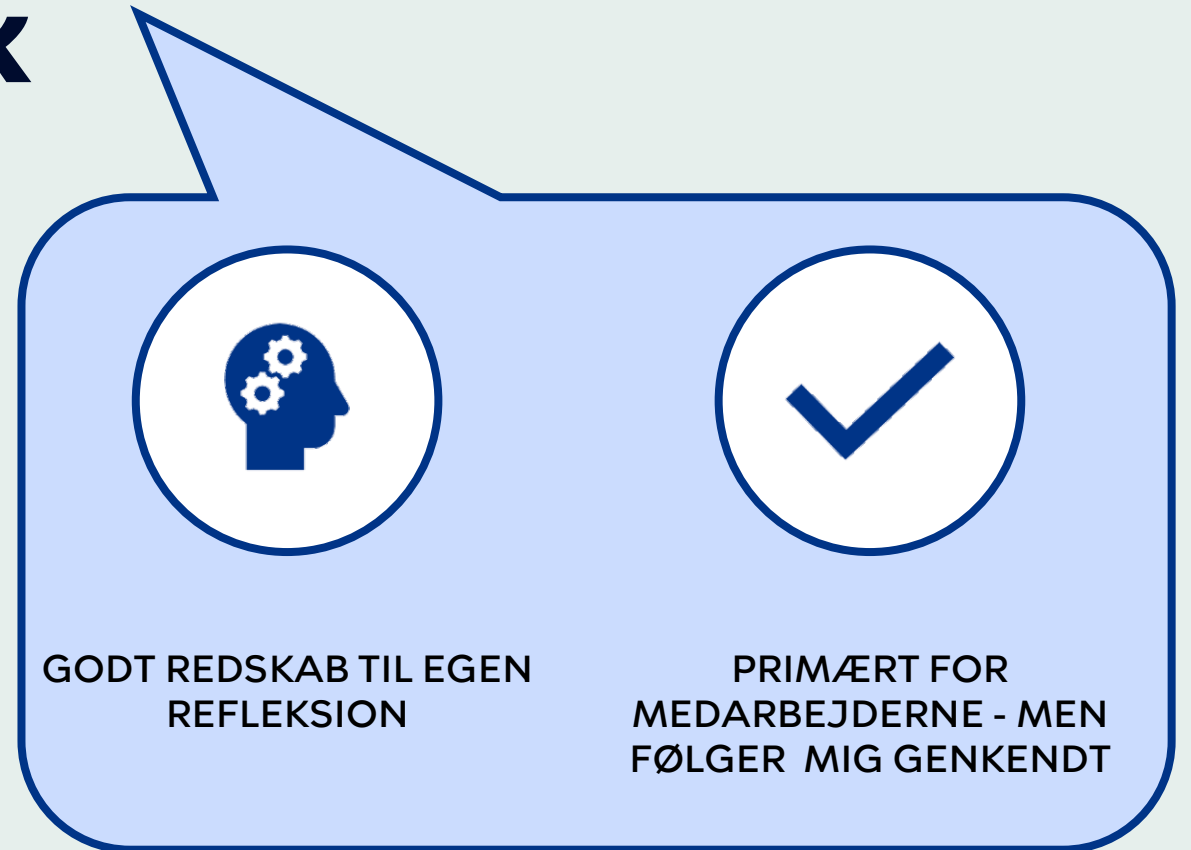 GODT REDSKAB TIL EGEN
REFLEKSION
PRIMÆRT FOR
MEDARBEJDERNE - MEN
FØLGER MIG GENKENDT